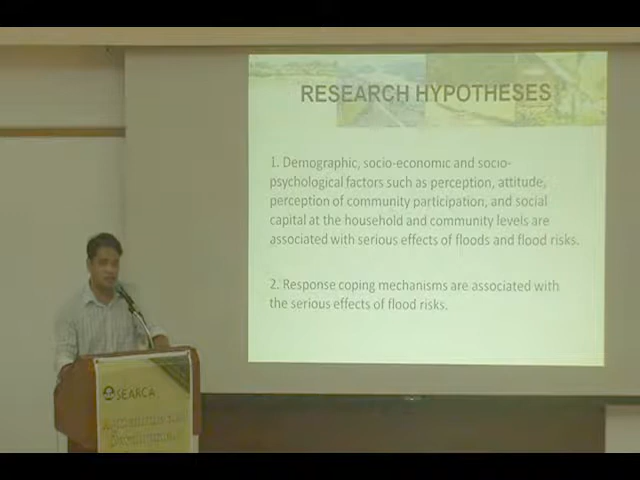 RESEARCH HYPOTHESES
1. Demographic, socio-economic and socio-
psychological factors such as perception, attitude,
perception of community participation, and social
capital at the household and community levels are
associated with serious effects of floods and flood risks.
2. Response coping mechanisms are associated with
the serious effects of flood risks.
SEARCA